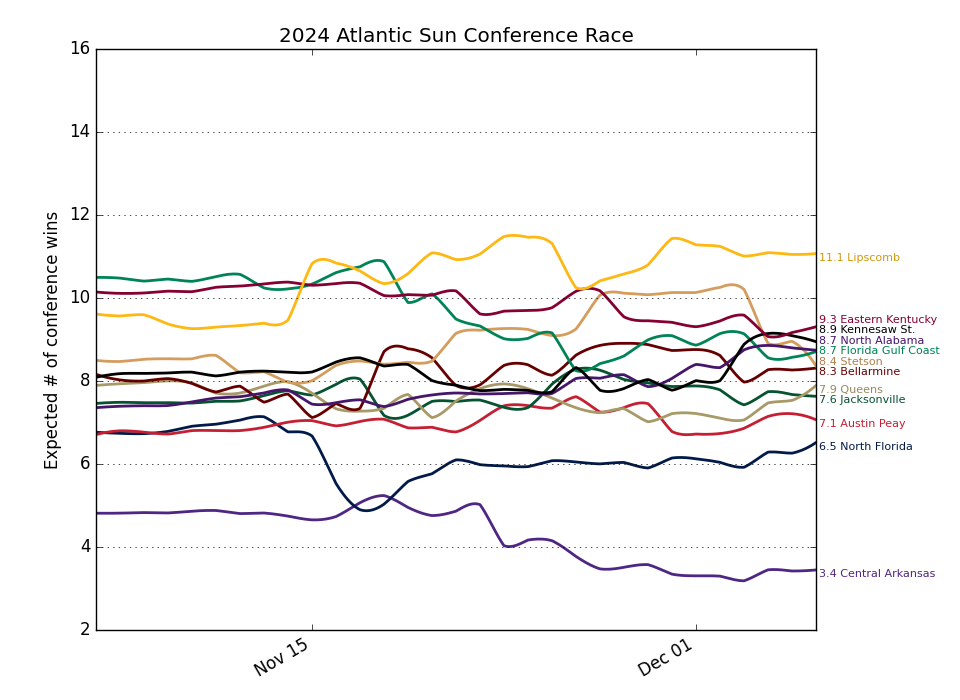 2024 Atlantic Sun Conference Race
Expected # of conference wins
16
14
12
10
8
6
4
2
Nov 15
Dec 01
11.1 Lipscomb
9.3 Eastern Kentucky
8.9 Kennesaw St.
8.7 North Alabama
8.7 Florida Gulf Coast
8.4 Stetson
8.3 Bellarmine
7.9 Queens
7.6 Jacksonville
7.1 Austin Peay
6.5 North Florida
3.4 Central Arkansas